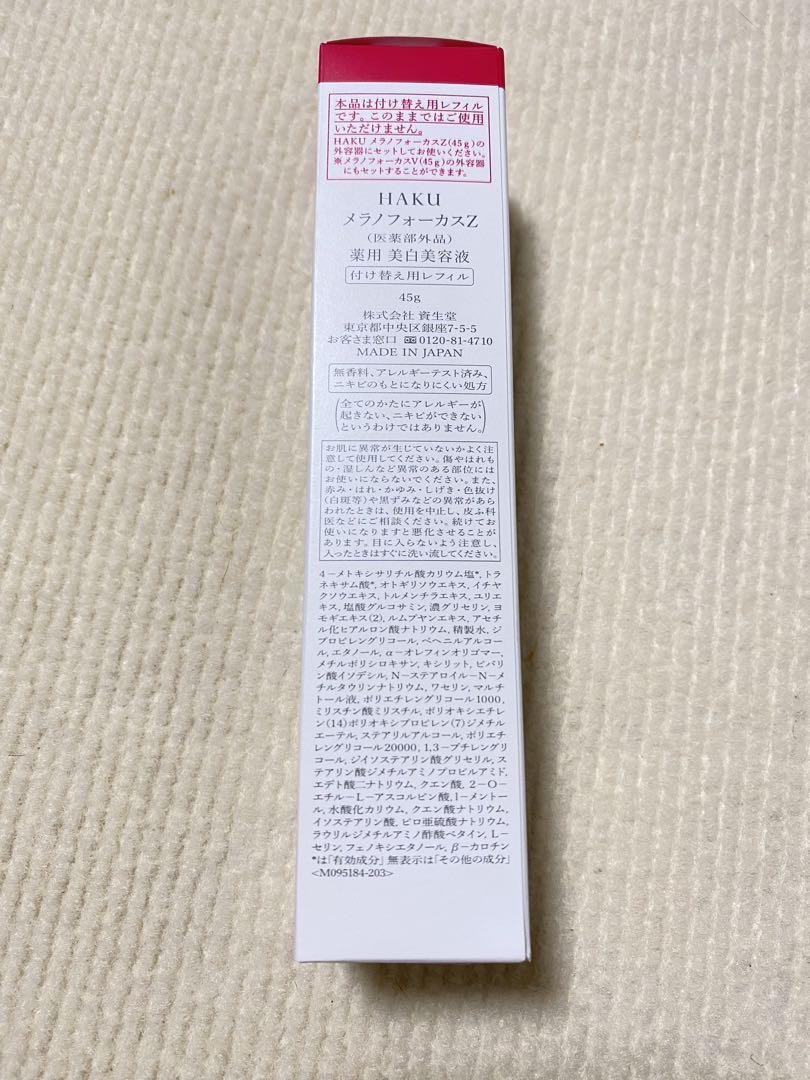 本品は付け替え用レフィル
です。このままではご使用
いただけません。
HAKU メラノフォーカスZ(45g)の
外容器にセットしてお使いください。
※メラノフォーカスV(45g)の外容器
にもセットすることができます。
HAKU
メラノフォーカスZ
(医薬部外品)
薬用 美白美容液
付け替え用レフィル
45g
株式会社 資生堂
東京都中央区銀座7-5-5
お客さま窓口 0120-81-4710
MADE IN JAPAN
無香料、アレルギーテスト済み、
ニキビのもとになりにくい処方
(全てのかたにアレルギーが
起きない、ニキビができない
というわけではありません。)
お肌に異常が生じていないかよく注
意して使用してください。傷やはれも
の・湿しんなど異常のある部位には
お使いにならないでください。また、
赤み・はれ・かゆみ・しげき・色抜け
(白斑等)や黒ずみなどの異常があら
われたときは、使用を中止し、皮ふ科
医などにご相談ください。続けてお
使いになりますと悪化させることが
あります。目に入らないよう注意し、
入ったときはすぐに洗い流してください。
4-メトキシサリチル酸カリウム塩*, トラ
ネキサム酸*, オトギリソウエキス, イチヤ
クソウエキス, トルメンチラエキス, ユリエ
キス, 塩酸グルコサミン, 濃グリセリン, ヨ
モギエキス(2), ルムプヤンエキス, アセチ
ル化ヒアルロン酸ナトリウム, 精製水, ジ
プロピレングリコール, ベヘニルアルコー
ル, エタノール, α-オレフィンオリゴマー,
メチルポリシロキサン, キシリット, ピバリ
ン酸イソデシル, N-ステアロイル-N-メ
チルタウリンナトリウム, ワセリン, マルチ
トール液, ポリエチレングリコール1000,
ミリスチン酸ミリスチル, ポリオキシエチレ
ン(14)ポリオキシプロピレン(7)ジメチル
エーテル, ステアリルアルコール, ポリエチ
レングリコール20000, 1,3-ブチレングリ
コール, ジイソステアリン酸グリセリル, ス
テアリン酸ジメチルアミノプロピルアミド,
エデト酸二ナトリウム, クエン酸, 2-O-
エチル-L-アスコルビン酸, l-メントー
ル, 水酸化カリウム, クエン酸ナトリウム,
イソステアリン酸, ピロ亜硫酸ナトリウム,
ラウリルジメチルアミノ酢酸ベタイン, L-
セリン, フェノキシエタノール, β-カロチン
*は「有効成分」 無表示は「その他の成分」
<M095184-203>